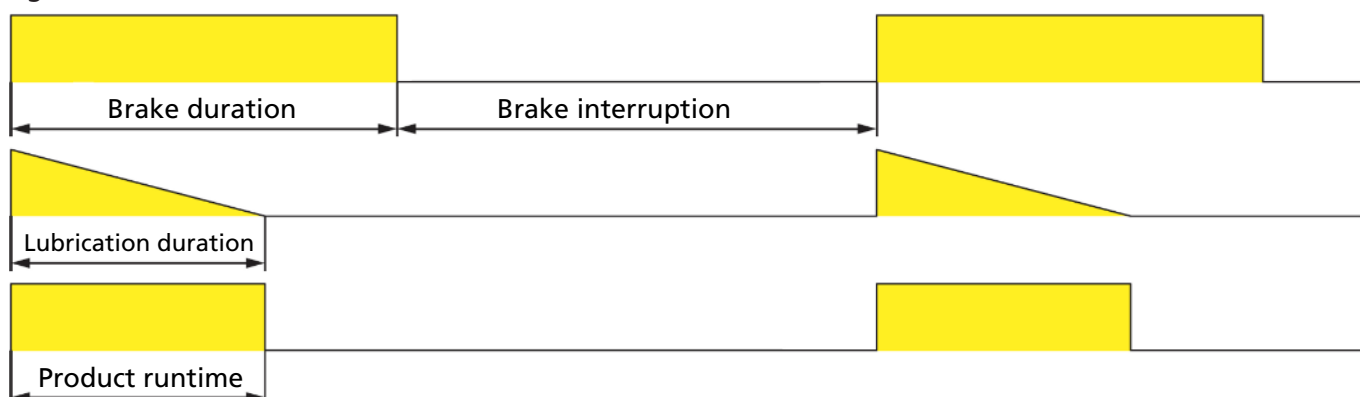 Brake duration
Brake interruption
Lubrication duration
Product runtime